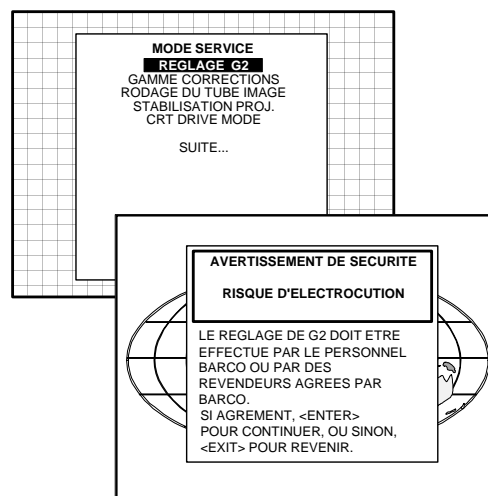 MODE SERVICE
REGLAGE G2
GAMME CORRECTIONS
RODAGE DU TUBE IMAGE
STABILISATION PROJ.
CRT DRIVE MODE
SUITE...
AVERTISSEMENT DE SECURITE
RISQUE D'ELECTROCUTION
LE REGLAGE DE G2 DOIT ETRE
EFFECTUE PAR LE PERSONNEL
BARCO OU PAR DES
REVENDEURS AGREES PAR
BARCO.
SI AGREMENT, <ENTER>
POUR CONTINUER, OU SINON,
<EXIT> POUR REVENIR.